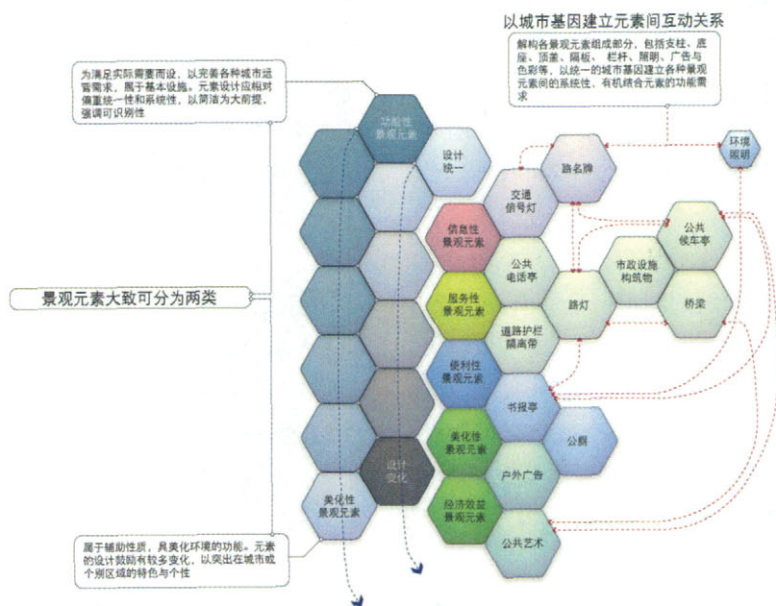 以城市基因建立元素间互动关系
解构各景观元素组成部分，包括支柱、底
座、顶盖、隔板、栏杆、照明、广告与
色彩等，以统一的城市基因建立各种景观
元素间的系统性，有机结合元素的功能需
求
为满足实际需要而设，以完善各种城市运
营需求，属于基本设施。元素设计应相对
偏重统一性和系统性，以简洁为大前提，
强调可识别性
功能性
景观元素
设计
统一
环境
照明
路名牌
交通
信号灯
信息性
景观元素
公共
候车亭
公共
电话亭
市政设施
构筑物
景观元素大致可分为两类
服务性
景观元素
路灯
桥梁
道路护栏
隔离带
便利性
景观元素
书报亭
美化性
景观元素
公厕
设计
变化
户外广告
美化性
景观元素
经济效益
景观元素
公共艺术
属于辅助性质，具美化环境的功能。元素
的设计鼓励有较多变化，以突出在城市或
个别区域的特色与个性